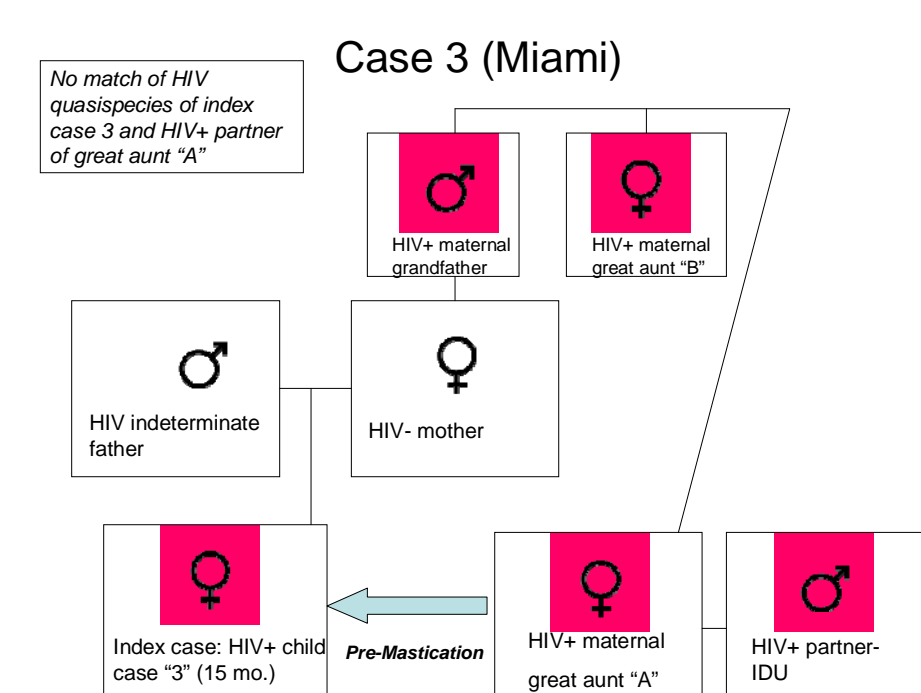 Case 3 (Miami)
No match of HIV
quasispecies of index
case 3 and HIV+ partner
of great aunt “A”
HIV+ maternal
grandfather
HIV+ maternal
great aunt “B”
HIV indeterminate
father
HIV- mother
Index case: HIV+ child
case “3” (15 mo.)
Pre-Mastication
HIV+ maternal
great aunt “A”
HIV+ partner-
IDU